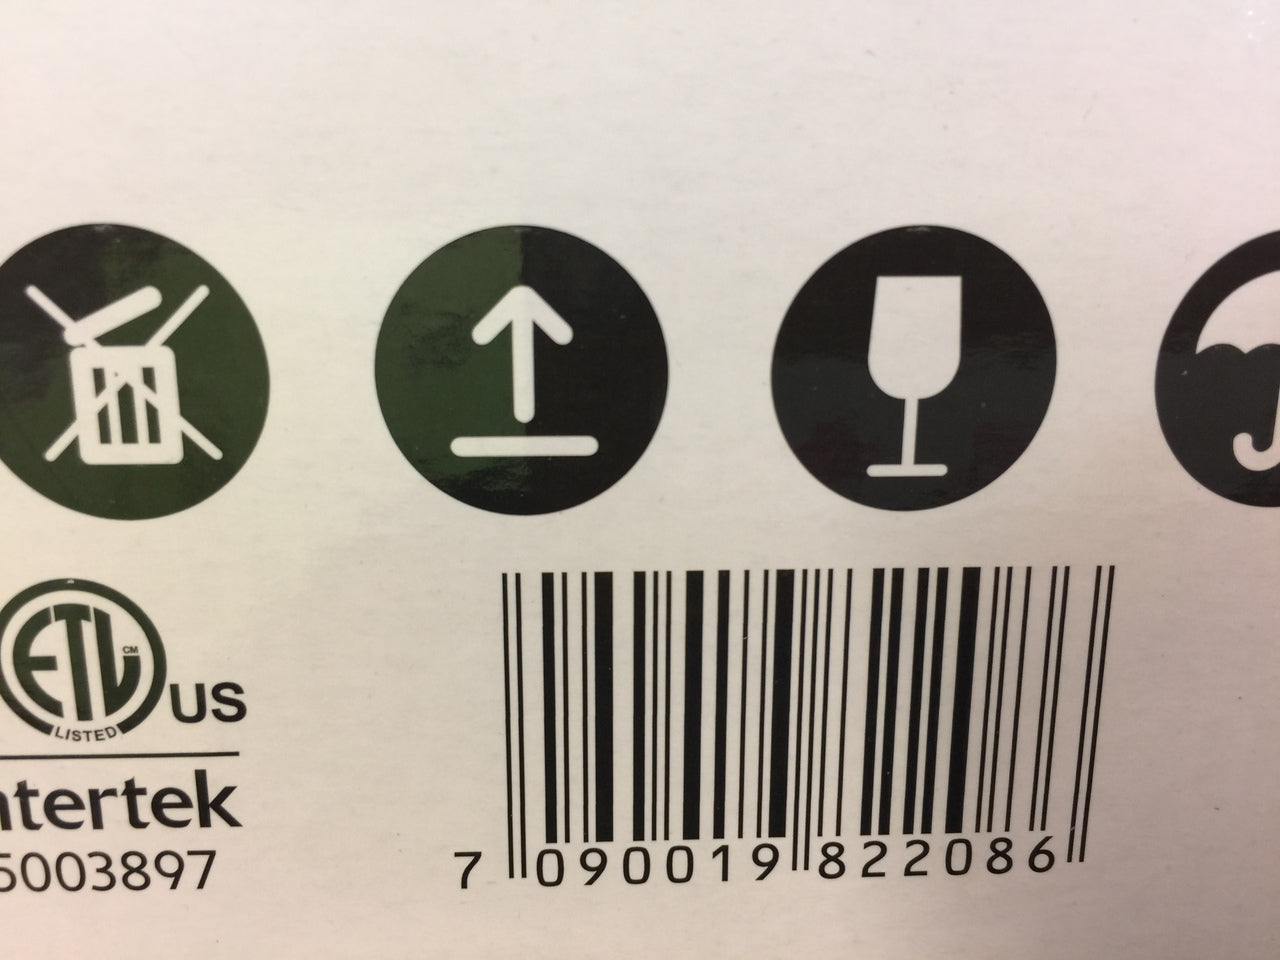 ETL CM
LISTED
US
ntertek
5003897
7 090019 822086